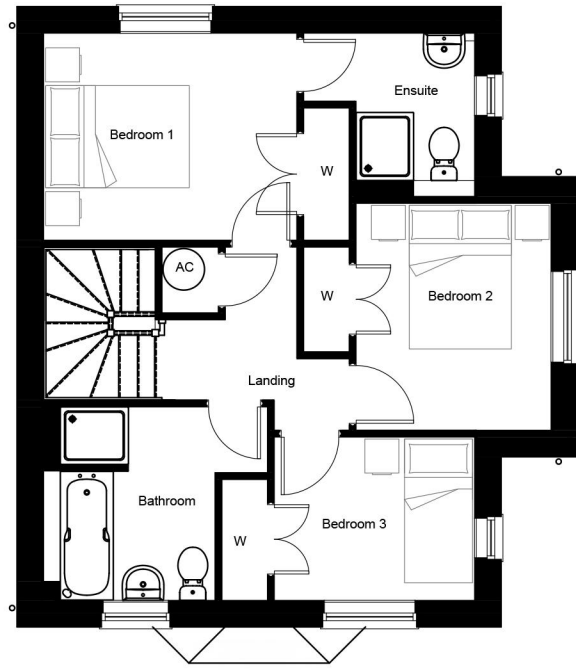 Ensuite
Bedroom 1
W
AC
W
Bedroom 2
Landing
Bathroom
W
Bedroom 3